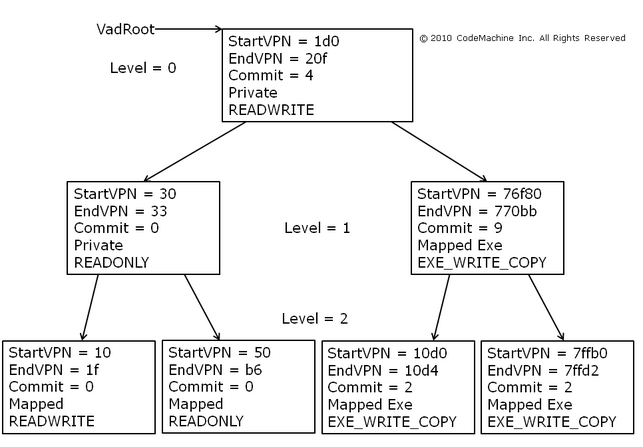 VadRoot
© 2010 CodeMachine Inc. All Rights Reserved
Level = 0
StartVPN = 1d0
EndVPN = 20f
Commit = 4
Private
READWRITE
StartVPN = 30
EndVPN = 33
Commit = 0
Private
READONLY
Level = 1
StartVPN = 76f80
EndVPN = 770bb
Commit = 9
Mapped Exe
EXE_WRITE_COPY
Level = 2
StartVPN = 10
EndVPN = 1f
Commit = 0
Mapped
READWRITE
StartVPN = 50
EndVPN = b6
Commit = 0
Mapped
READONLY
StartVPN = 10d0
EndVPN = 10d4
Commit = 2
Mapped Exe
EXE_WRITE_COPY
StartVPN = 7ffb0
EndVPN = 7ffd2
Commit = 2
Mapped Exe
EXE_WRITE_COPY